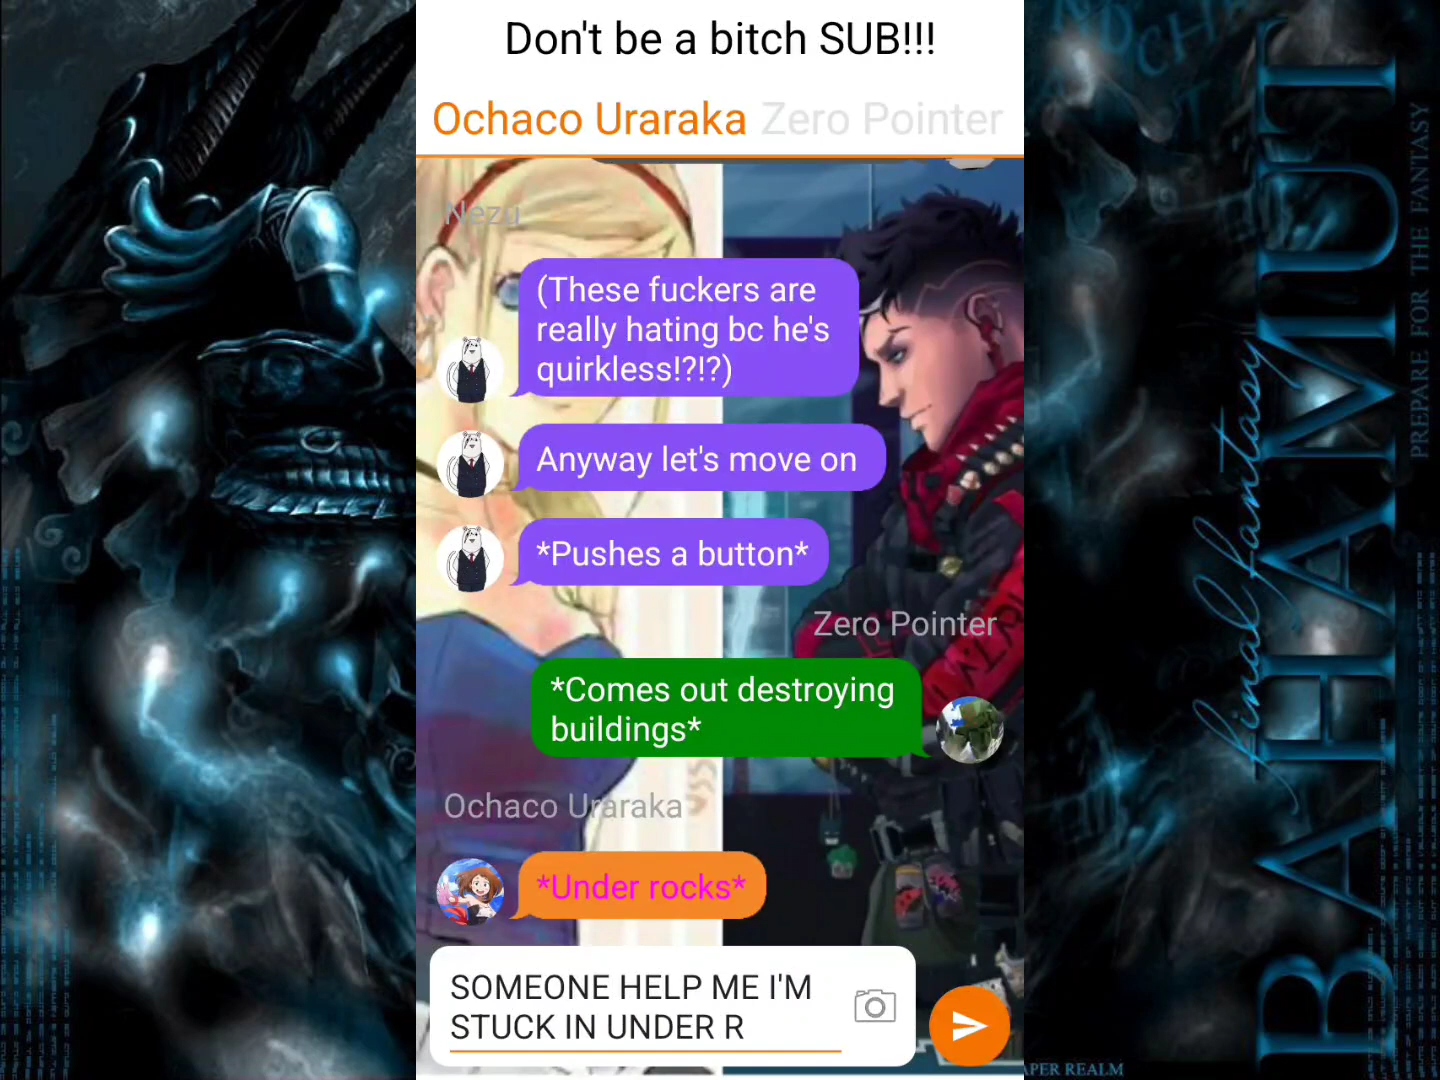 Don't be a bitch SUB!!!
Ochaco Uraraka Zero Pointer
Nezu
(These fuckers are
really hating bc he's
quirkless!?!?)
Anyway let's move on
*Pushes a button*
Zero Pointer
*Comes out destroying
buildings*
Ochaco Uraraka
*Under rocks*
SOMEONE HELP ME I'M
STUCK IN UNDER R
final fantasy
BAHAMUT
PREPARE FOR THE FANTASY
APER REALM